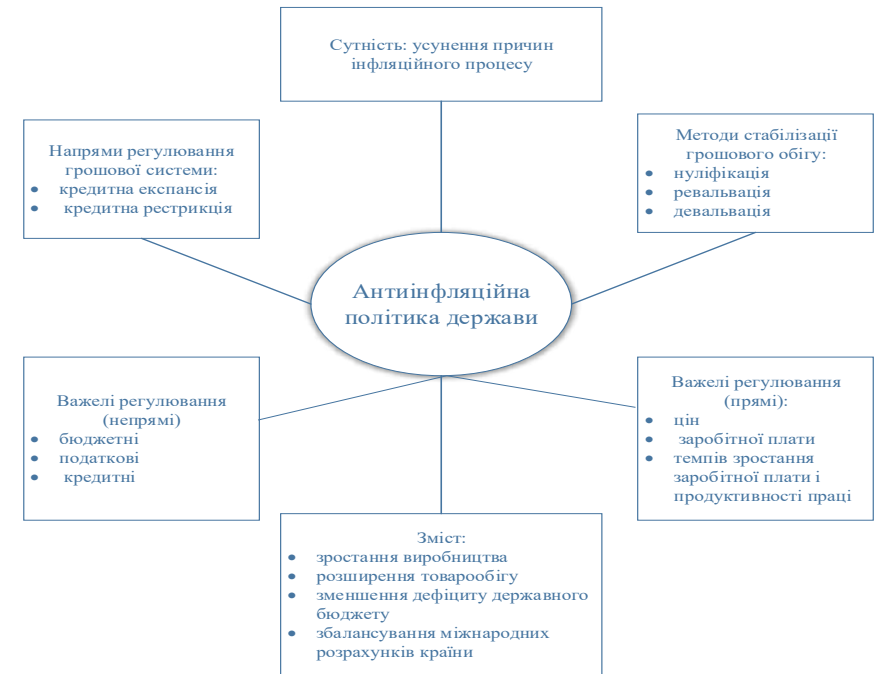 Сутність: усунення причин
інфляційного процесу
Напрями регулювання
грошової системи:
• кредитна експансія
• кредитна рестрикція
Методи стабілізації
грошового обігу:
• нуліфікація
• ревальвація
• девальвація
Антиінфляційна
політика держави
Важелі регулювання
(непрямі)
• бюджетні
• податкові
• кредитні
Важелі регулювання
(прямі):
• цін
• заробітної плати
• темпів зростання
заробітної плати і
продуктивності праці
Зміст:
• зростання виробництва
• розширення товарообігу
• зменшення дефіциту державного
бюджету
• збалансування міжнародних
розрахунків країни